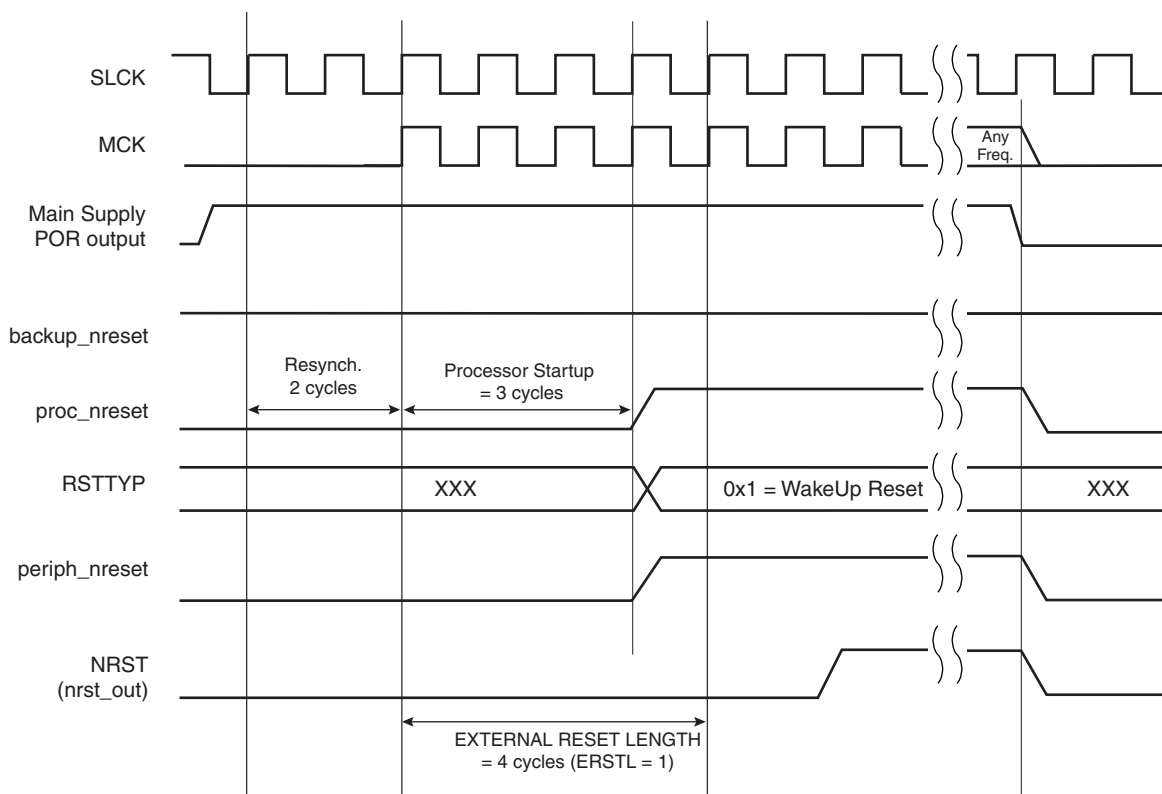 SLCK
MCK
Any
Freq.
Main Supply
POR output
backup_nreset
Resynch.
2 cycles
Processor Startup
= 3 cycles
proc_nreset
RSTTYP
XXX
0x1 = WakeUp Reset
XXX
periph_nreset
NRST
(nrst_out)
EXTERNAL RESET LENGTH
= 4 cycles (ERSTL = 1)